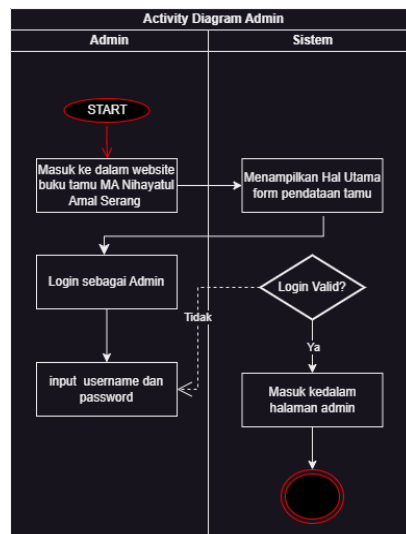 Activity Diagram Admin
Admin
Sistem
START
Masuk ke dalam website
buku tamu MA Nihayatul
Amal Serang
Menampilkan Hal Utama
form pendataan tamu
Login sebagai Admin
Login Valid?
Tidak
Ya
input username dan
password
Masuk kedalam
halaman admin